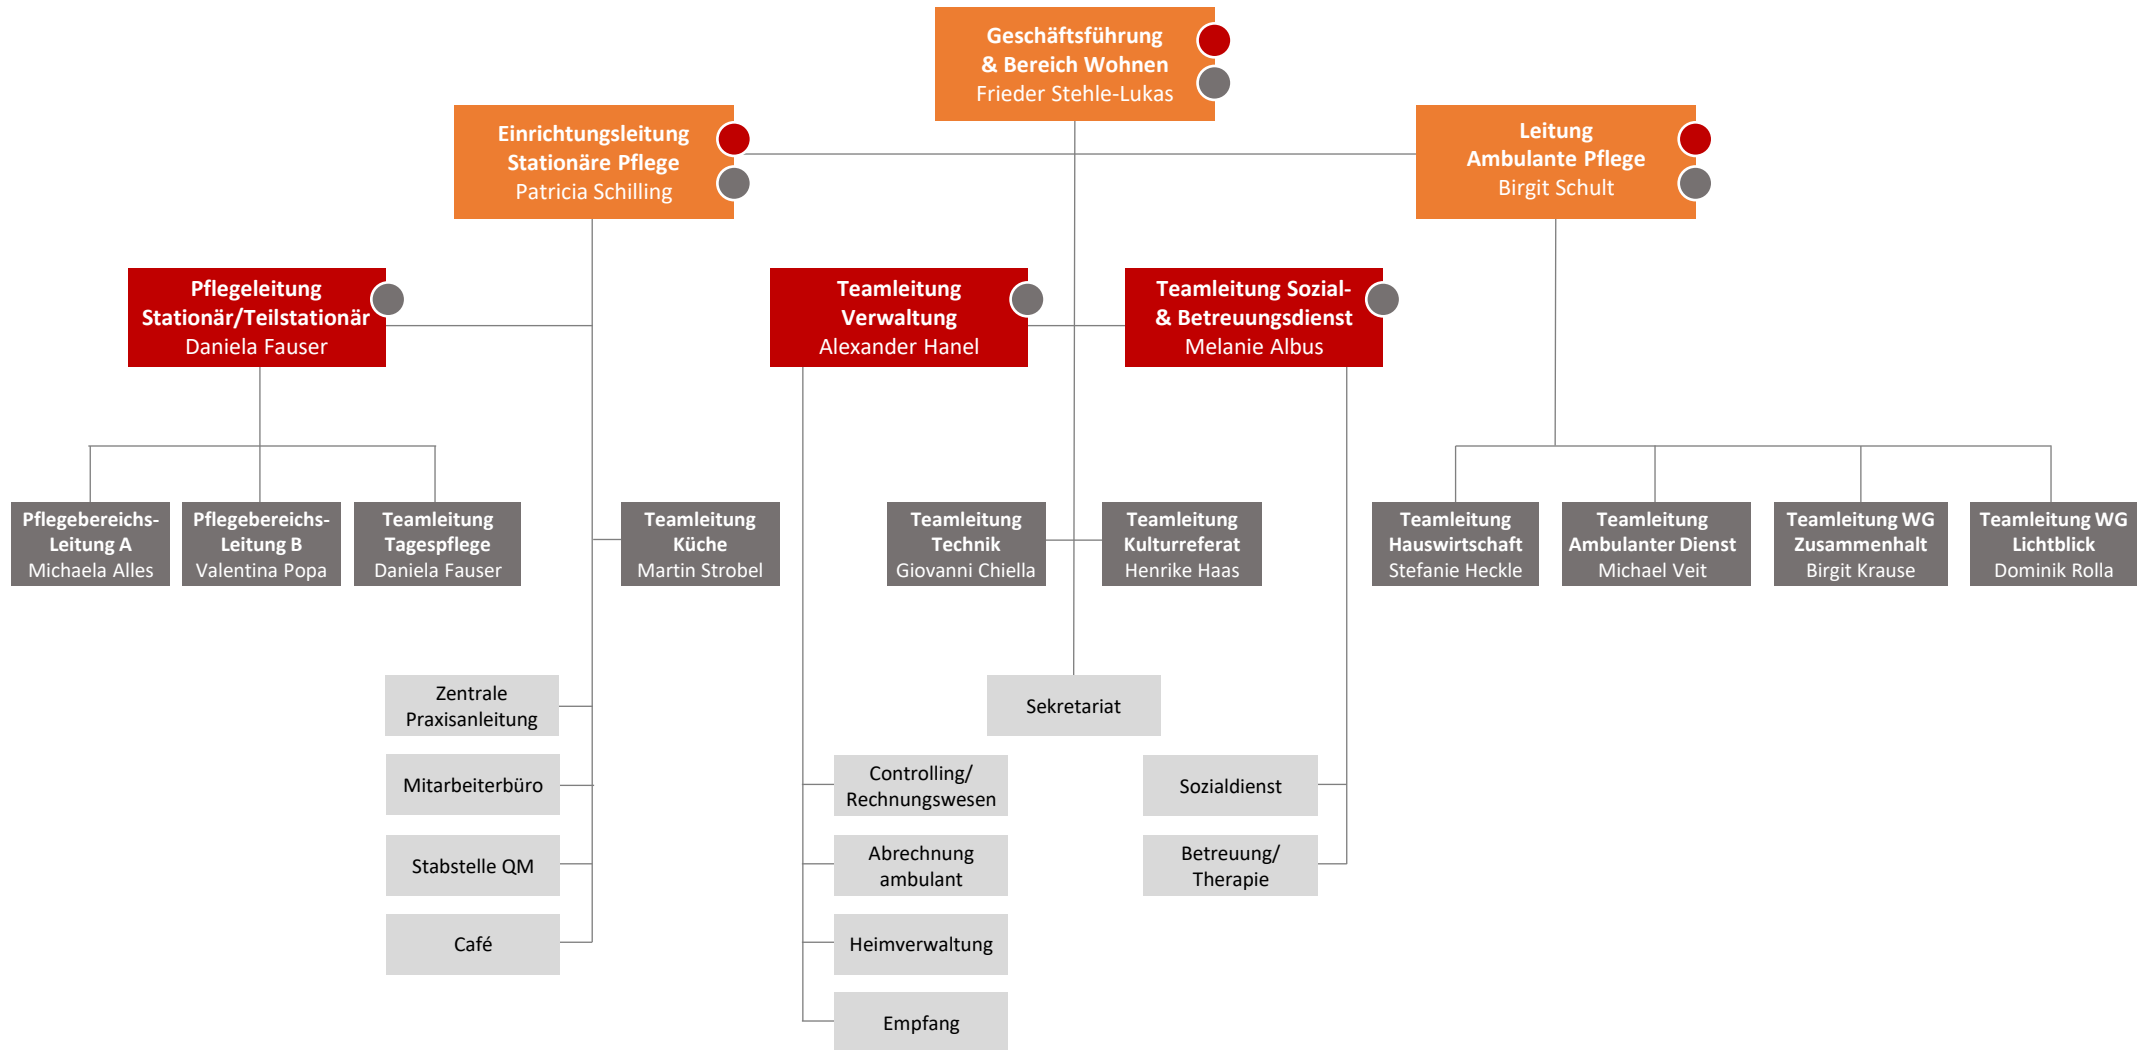 Geschäftsführung
& Bereich Wohnen
Frieder Stehle-Lukas
Einrichtungsleitung
Stationäre Pflege
Patricia Schilling
Leitung
Ambulante Pflege
Birgit Schult
Pflegeleitung
Stationär/Teilstationär
Daniela Fauser
Teamleitung
Verwaltung
Alexander Hanel
Teamleitung Sozial-
& Betreuungsdienst
Melanie Albus
Pflegebereichs-
Leitung A
Michaela Alles
Pflegebereichs-
Leitung B
Valentina Popa
Teamleitung
Tagespflege
Daniela Fauser
Teamleitung
Küche
Martin Strobel
Teamleitung
Technik
Giovanni Chiella
Teamleitung
Kulturreferat
Henrike Haas
Teamleitung
Hauswirtschaft
Stefanie Heckle
Teamleitung
Ambulanter Dienst
Michael Veit
Teamleitung WG
Zusammenhalt
Birgit Krause
Teamleitung WG
Lichtblick
Dominik Rolla
Zentrale
Praxisanleitung
Mitarbeiterbüro
Stabstelle QM
Café
Sekretariat
Controlling/
Rechnungswesen
Abrechnung
ambulant
Heimverwaltung
Empfang
Sozialdienst
Betreuung/
Therapie